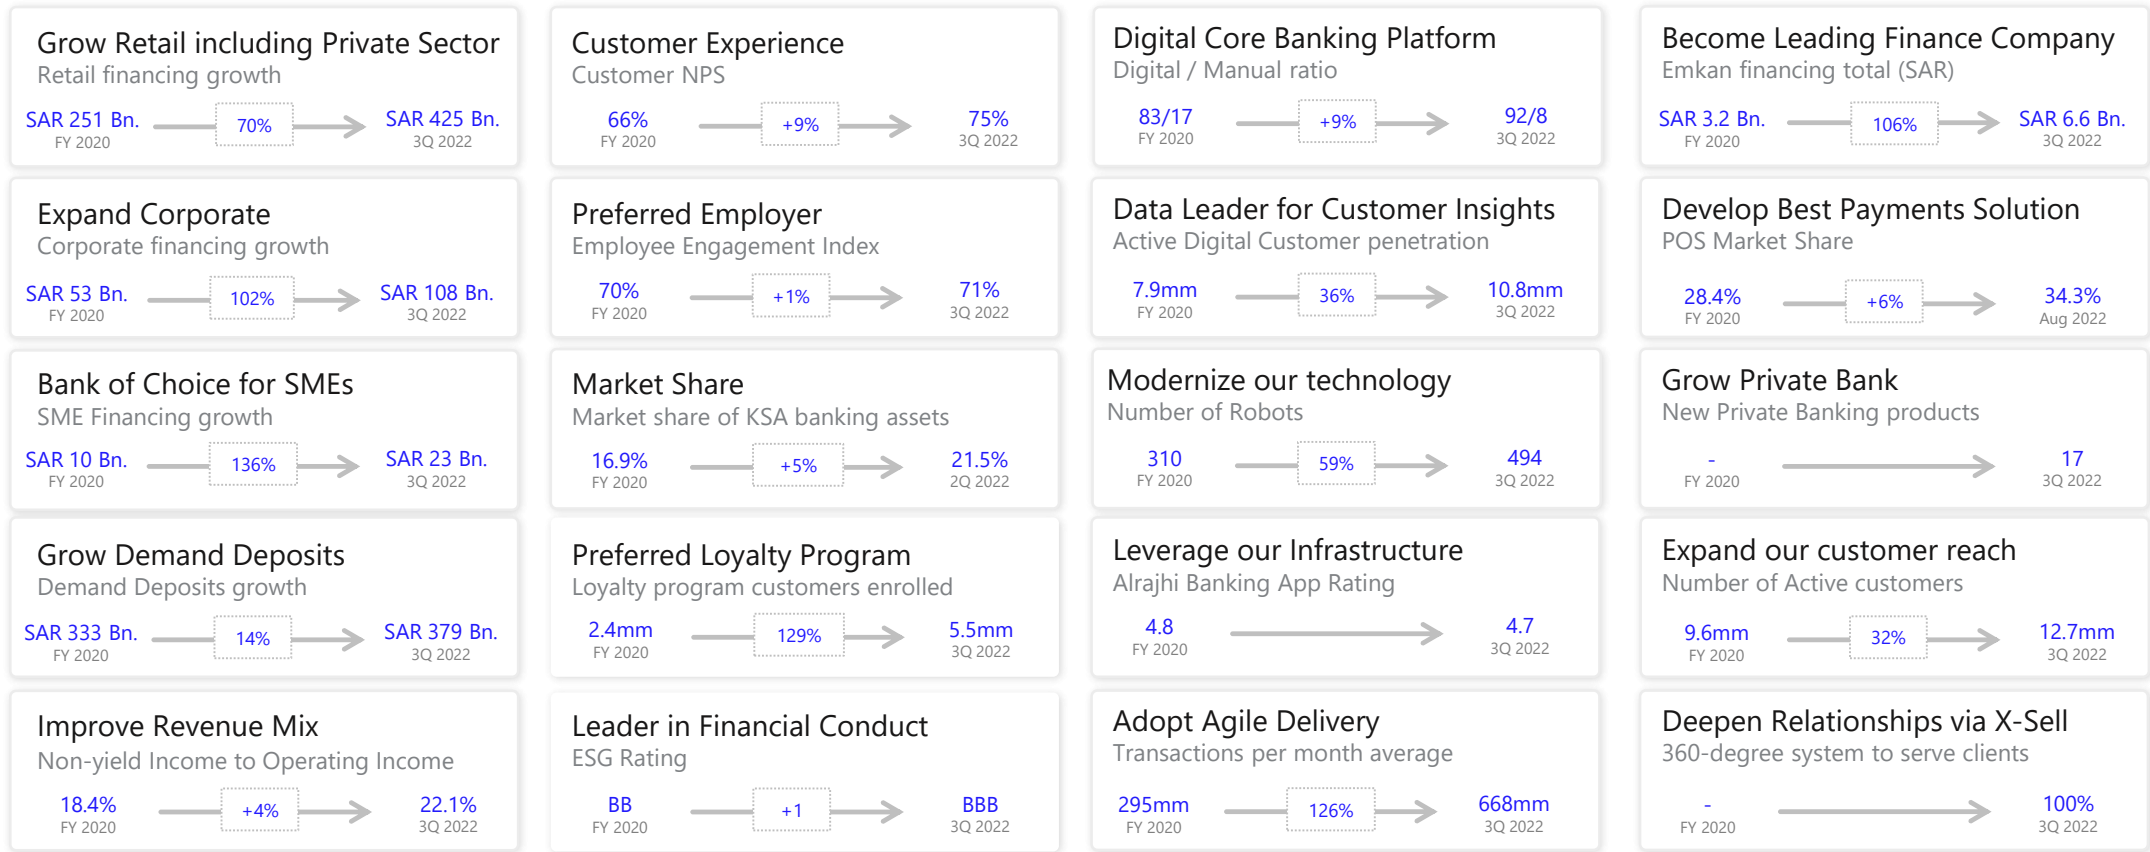 Grow Retail including Private Sector
Retail financing growth
SAR 251 Bn.
FY 2020
70%
SAR 425 Bn.
3Q 2022
Customer Experience
Customer NPS
66%
FY 2020
+9%
75%
3Q 2022
Digital Core Banking Platform
Digital / Manual ratio
83/17
FY 2020
+9%
92/8
3Q 2022
Become Leading Finance Company
Emkan financing total (SAR)
SAR 3.2 Bn.
FY 2020
106%
SAR 6.6 Bn.
3Q 2022
Expand Corporate
Corporate financing growth
SAR 53 Bn.
FY 2020
102%
SAR 108 Bn.
3Q 2022
Preferred Employer
Employee Engagement Index
70%
FY 2020
+1%
71%
3Q 2022
Data Leader for Customer Insights
Active Digital Customer penetration
7.9mm
FY 2020
36%
10.8mm
3Q 2022
Develop Best Payments Solution
POS Market Share
28.4%
FY 2020
+6%
34.3%
Aug 2022
Bank of Choice for SMEs
SME Financing growth
SAR 10 Bn.
FY 2020
136%
SAR 23 Bn.
3Q 2022
Market Share
Market share of KSA banking assets
16.9%
FY 2020
+5%
21.5%
2Q 2022
Modernize our technology
Number of Robots
310
FY 2020
59%
494
3Q 2022
Grow Private Bank
New Private Banking products
-
FY 2020
17
3Q 2022
Grow Demand Deposits
Demand Deposits growth
SAR 333 Bn.
FY 2020
14%
SAR 379 Bn.
3Q 2022
Preferred Loyalty Program
Loyalty program customers enrolled
2.4mm
FY 2020
129%
5.5mm
3Q 2022
Leverage our Infrastructure
Alrajhi Banking App Rating
4.8
FY 2020
4.7
3Q 2022
Expand our customer reach
Number of Active customers
9.6mm
FY 2020
32%
12.7mm
3Q 2022
Improve Revenue Mix
Non-yield Income to Operating Income
18.4%
FY 2020
+4%
22.1%
3Q 2022
Leader in Financial Conduct
ESG Rating
BB
FY 2020
+1
BBB
3Q 2022
Adopt Agile Delivery
Transactions per month average
295mm
FY 2020
126%
668mm
3Q 2022
Deepen Relationships via X-Sell
360-degree system to serve clients
-
FY 2020
100%
3Q 2022